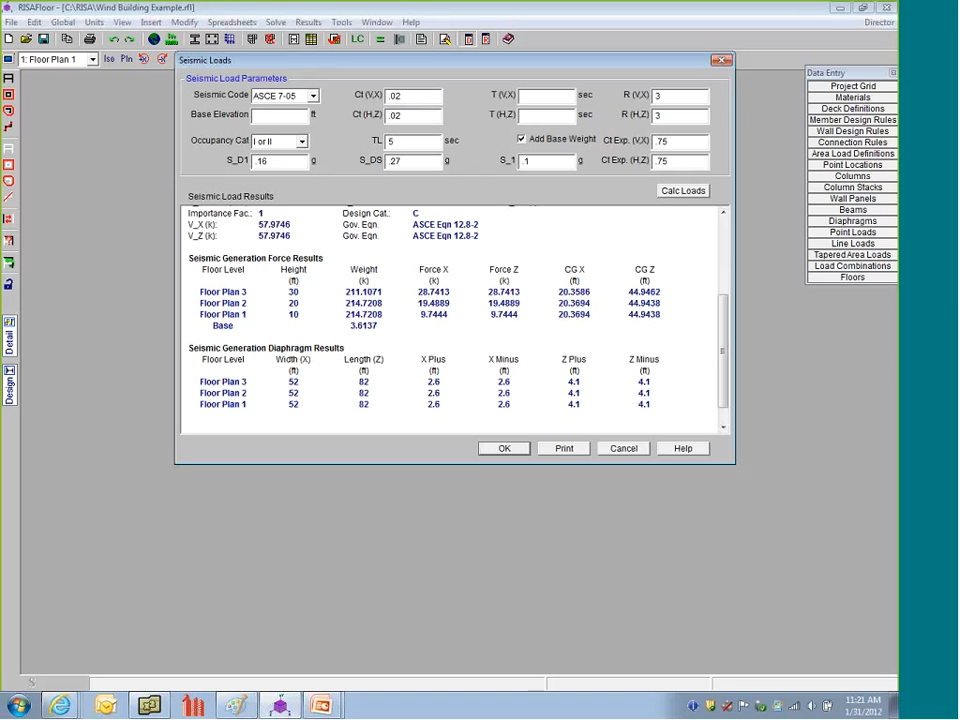 RISAFloor - [C:\RISA\Wind Building Example.rfl]
File Edit Global Units View Insert Modify Spreadsheets Solve Results Tools Window Help Director
LC
1: Floor Plan 1 Iso Pln
Seismic Loads
Seismic Load Parameters
Seismic Code ASCE 7-05 Ct (V,X) .02 T (V,X) sec R (V,X) 3
Base Elevation ft Ct (H,Z) .02 T (H,Z) sec R (H,Z) 3
Occupancy Cat I or II TL 5 sec Add Base Weight Ct Exp. (V,X) .75
S_D1 .16 g S_DS .27 g S_1 .1 g Ct Exp. (H,Z) .75
Seismic Load Results Calc Loads
Importance Fac.: 1 Design Cat.: C
V_X (k): 57.9746 Gov. Eqn. ASCE Eqn 12.8-2
V_Z (k): 57.9746 Gov. Eqn. ASCE Eqn 12.8-2
Seismic Generation Force Results
Floor Level Height Weight Force X Force Z CG X CG Z
(ft) (k) (k) (k) (ft) (ft)
Floor Plan 3 30 211.1071 28.7413 28.7413 20.3586 44.9462
Floor Plan 2 20 214.7208 19.4889 19.4889 20.3694 44.9438
Floor Plan 1 10 214.7208 9.7444 9.7444 20.3694 44.9438
Base 3.6137
Seismic Generation Diaphragm Results
Floor Level Width (X) Length (Z) X Plus X Minus Z Plus Z Minus
(ft) (ft) (ft) (ft) (ft) (ft)
Floor Plan 3 52 82 2.6 2.6 4.1 4.1
Floor Plan 2 52 82 2.6 2.6 4.1 4.1
Floor Plan 1 52 82 2.6 2.6 4.1 4.1
OK Print Cancel Help
Data Entry
Project Grid
Materials
Deck Definitions
Member Design Rules
Wall Design Rules
Connection Rules
Area Load Definitions
Point Locations
Columns
Column Stacks
Wall Panels
Beams
Diaphragms
Point Loads
Line Loads
Tapered Area Loads
Load Combinations
Floors
Detail
Design
S
11:21 AM
1/31/2012